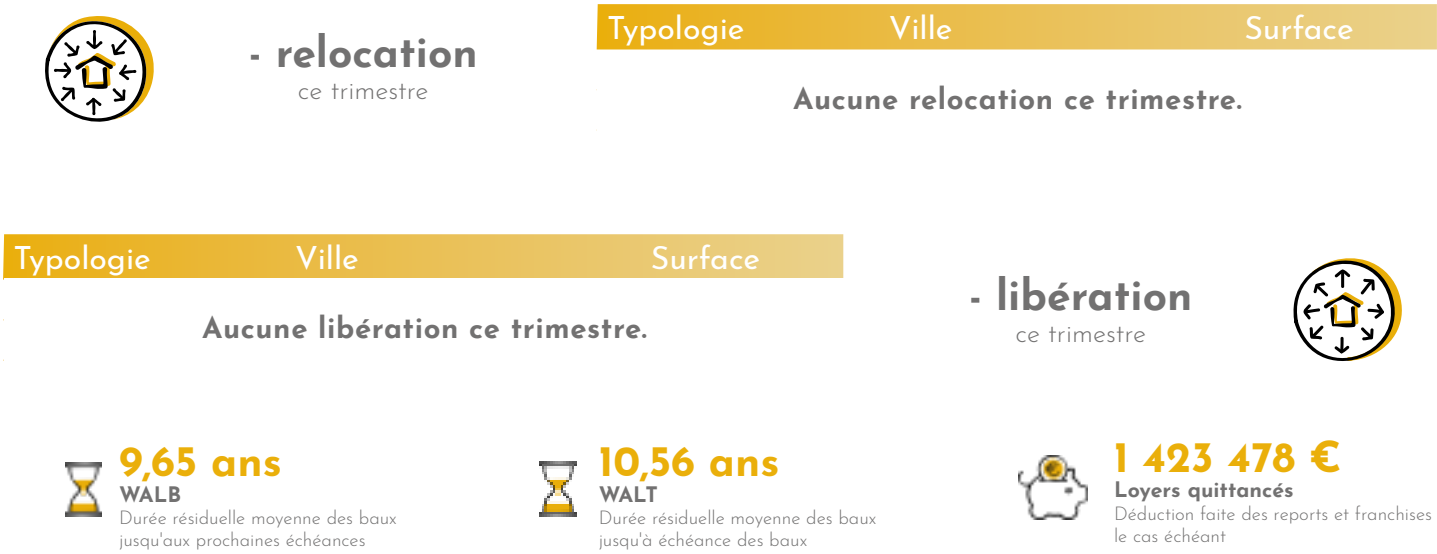 - relocation
ce trimestre
Typologie Ville Surface
Aucune relocation ce trimestre.
Typologie Ville Surface
Aucune libération ce trimestre.
- libération
ce trimestre
9,65 ans
WALB
Durée résiduelle moyenne des baux
jusqu'aux prochaines échéances
10,56 ans
WALT
Durée résiduelle moyenne des baux
jusqu'à échéance des baux
1 423 478 €
Loyers quittancés
Déduction faite des reports et franchises
le cas échéant